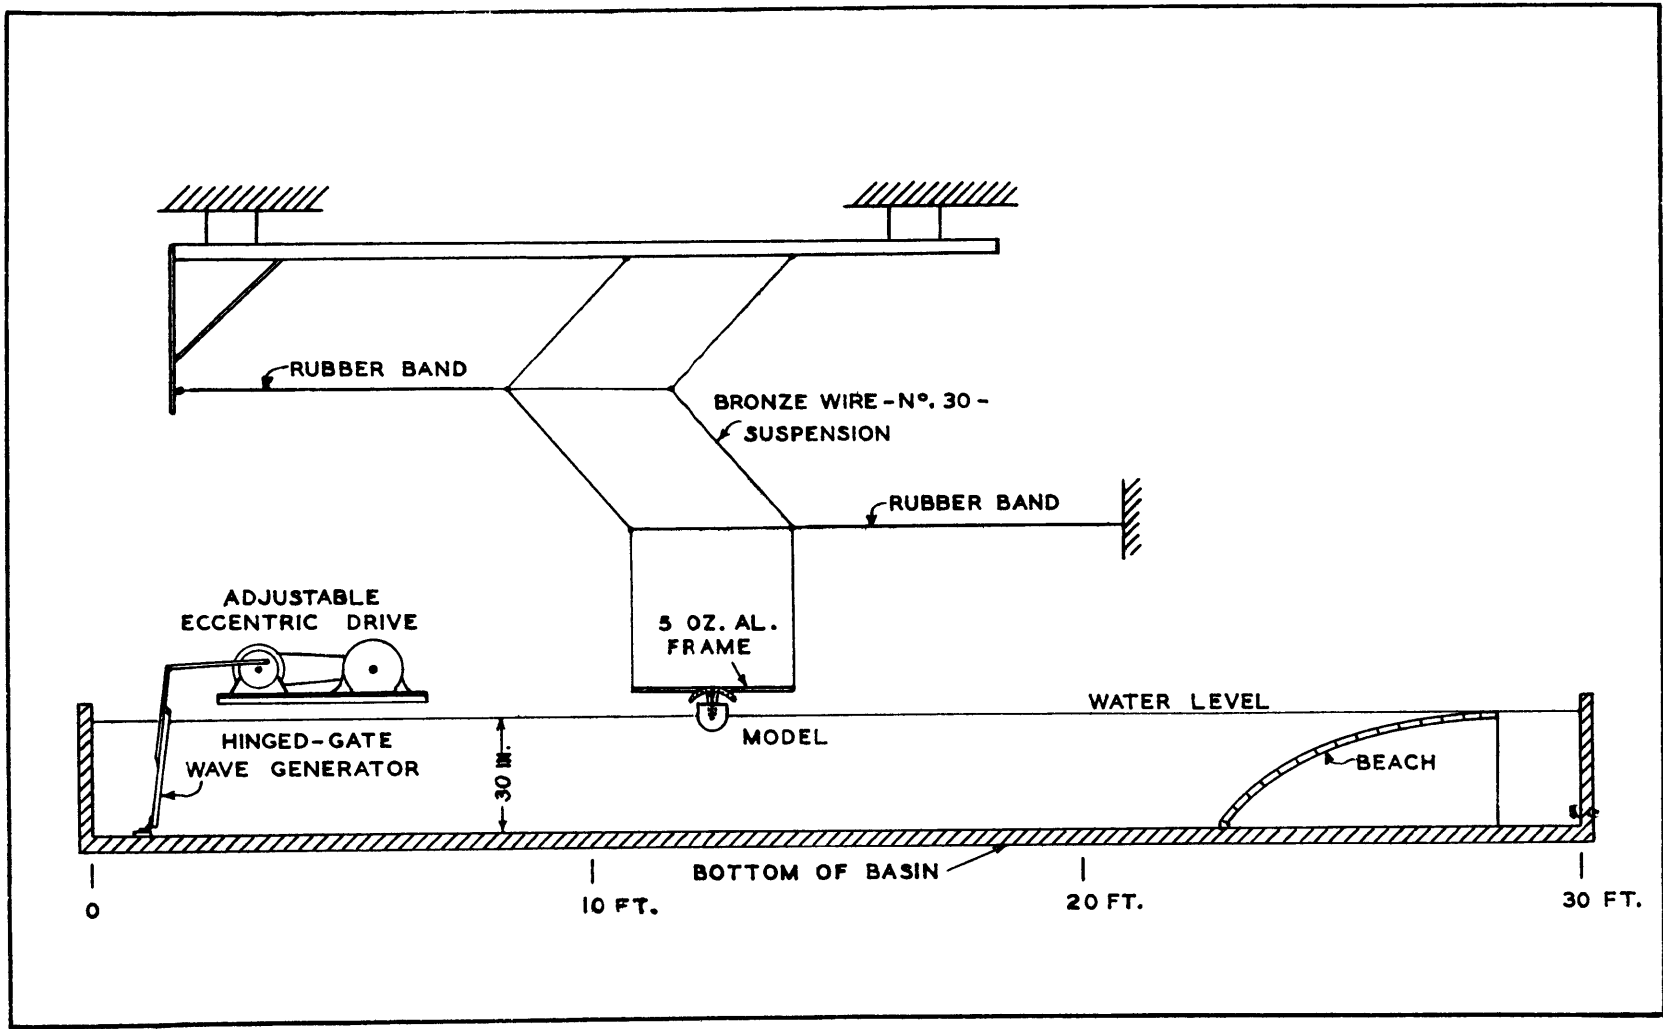 RUBBER BAND
BRONZE WIRE-Nº. 30-
SUSPENSION
RUBBER BAND
ADJUSTABLE
ECCENTRIC DRIVE
5 OZ. AL.
FRAME
WATER LEVEL
HINGED-GATE
WAVE GENERATOR
30 IN.
MODEL
BEACH
BOTTOM OF BASIN
0
10 FT.
20 FT.
30 FT.